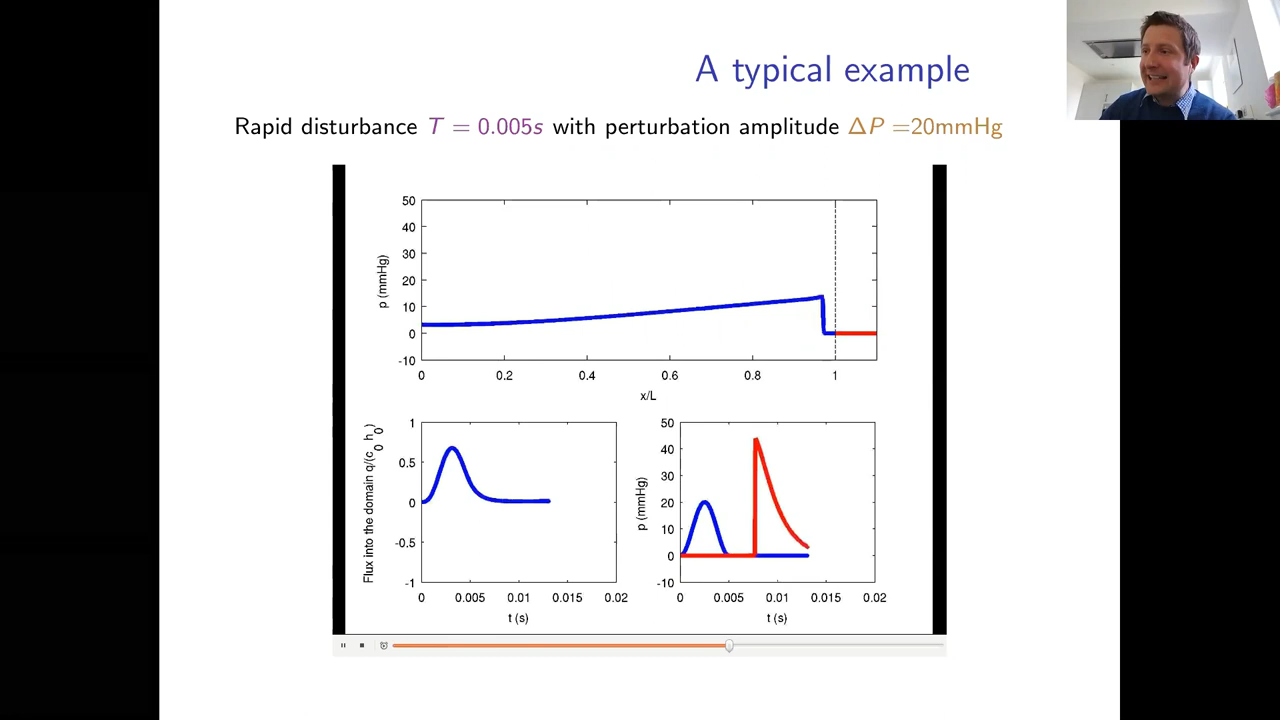 A typical example
Rapid disturbance T = 0.005s with perturbation amplitude ΔP =20mmHg
50
40
30
20
10
0
-10
p (mmHg)
0 0.2 0.4 0.6 0.8 1
x/L
1
0.5
0
-0.5
-1
Flux into the domain q/(c0 h0)
0 0.005 0.01 0.015 0.02
t (s)
50
40
30
20
10
0
-10
p (mmHg)
0 0.005 0.01 0.015 0.02
t (s)